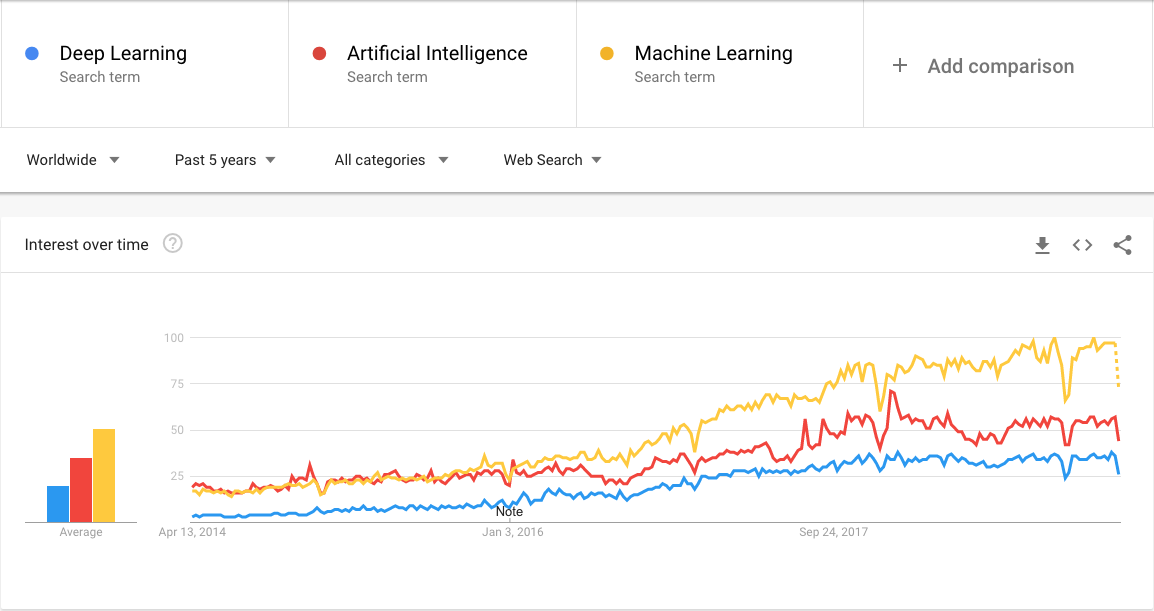 Deep Learning
Search term
Artificial Intelligence
Search term
Machine Learning
Search term
+ Add comparison
Worldwide
Past 5 years
All categories
Web Search
Interest over time
?
100
75
50
25
Note
Average
Apr 13, 2014
Jan 3, 2016
Sep 24, 2017